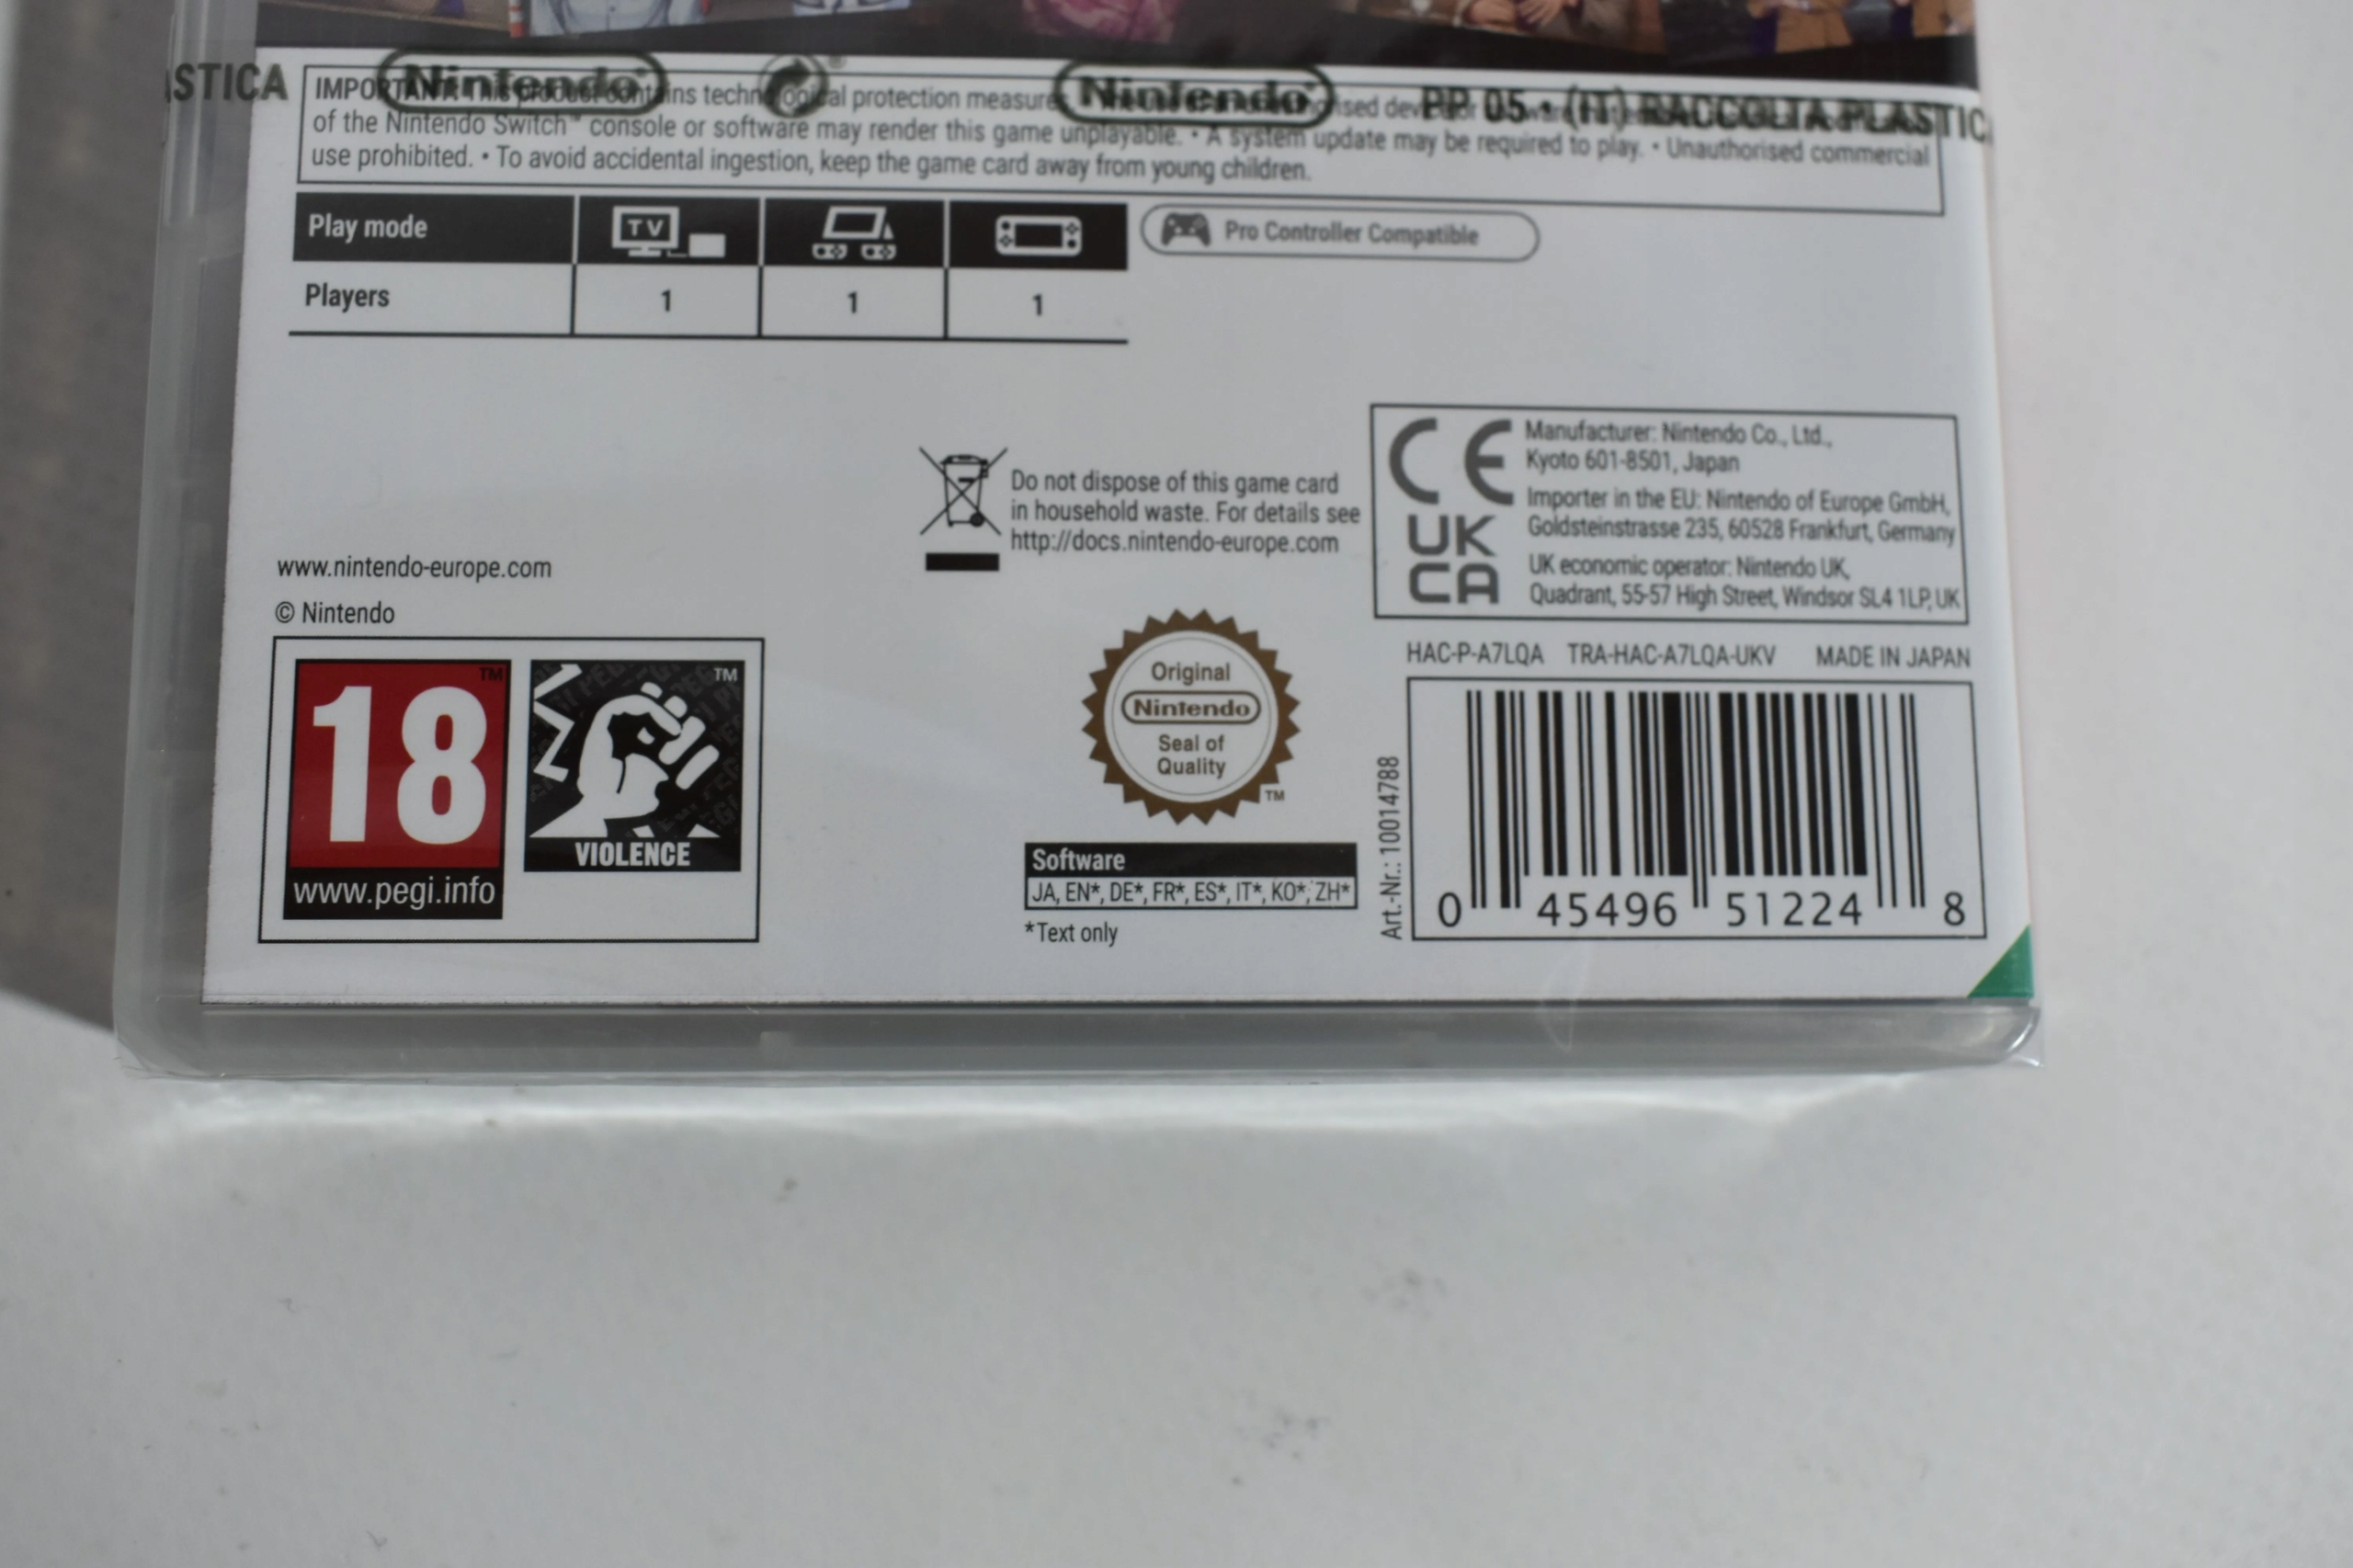 ASTICA Nintendo® Nintendo® PP 05 • (IT) RACCOLTA PLASTICA
IMPORTANT: This product contains technological protection measures.
of the Nintendo Switch™ console or software may render this game unplayable. • A system update may be required to play. • Unauthorised commercial
use prohibited. • To avoid accidental ingestion, keep the game card away from young children.
Play mode TV Pro Controller Compatible
Players 1 1 1
Manufacturer: Nintendo Co., Ltd.,
Kyoto 601-8501, Japan
Importer in the EU: Nintendo of Europe GmbH,
Goldsteinstrasse 235, 60528 Frankfurt, Germany
UK economic operator: Nintendo UK,
Quadrant, 55-57 High Street, Windsor SL4 1LP, UK
CE
UK
CA
Do not dispose of this game card
in household waste. For details see
http://docs.nintendo-europe.com
www.nintendo-europe.com
© Nintendo
18™
www.pegi.info
™
VIOLENCE
Original
Nintendo
Seal of
Quality
™
Software
JA, EN*, DE*, FR*, ES*, IT*, KO*, ZH*
*Text only
HAC-P-A7LQA TRA-HAC-A7LQA-UKV MADE IN JAPAN
Art.-Nr.: 10014788
0 45496 51224 8